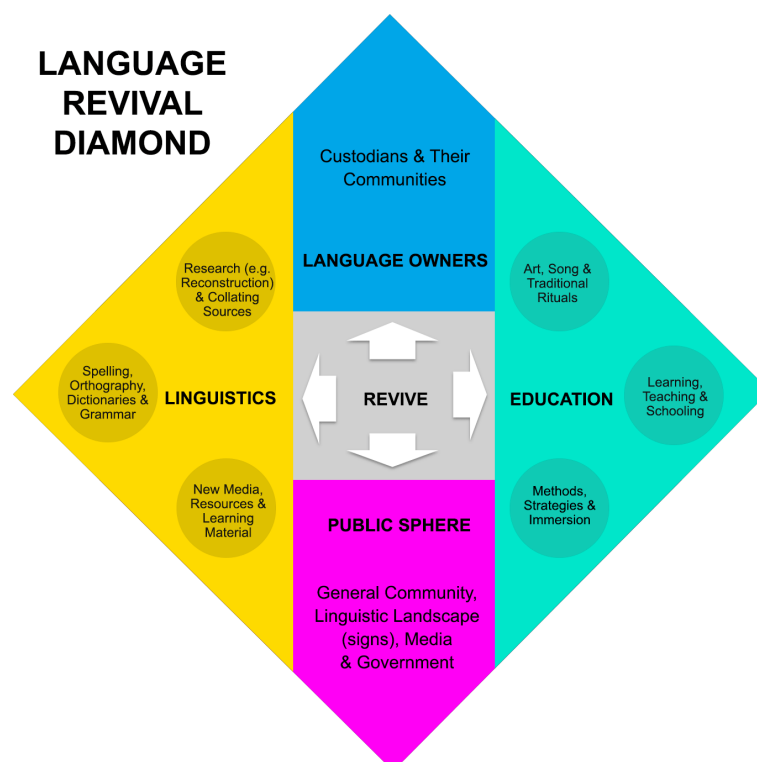 LANGUAGE
REVIVAL
DIAMOND
Custodians & Their
Communities
LANGUAGE OWNERS
Research (e.g.
Reconstruction)
& Collating
Sources
Spelling,
Orthography,
Dictionaries &
Grammar
LINGUISTICS
New Media,
Resources &
Learning
Material
REVIVE
Art, Song &
Traditional
Rituals
EDUCATION
Learning,
Teaching &
Schooling
Methods,
Strategies &
Immersion
PUBLIC SPHERE
General Community,
Linguistic Landscape
(signs), Media
& Government